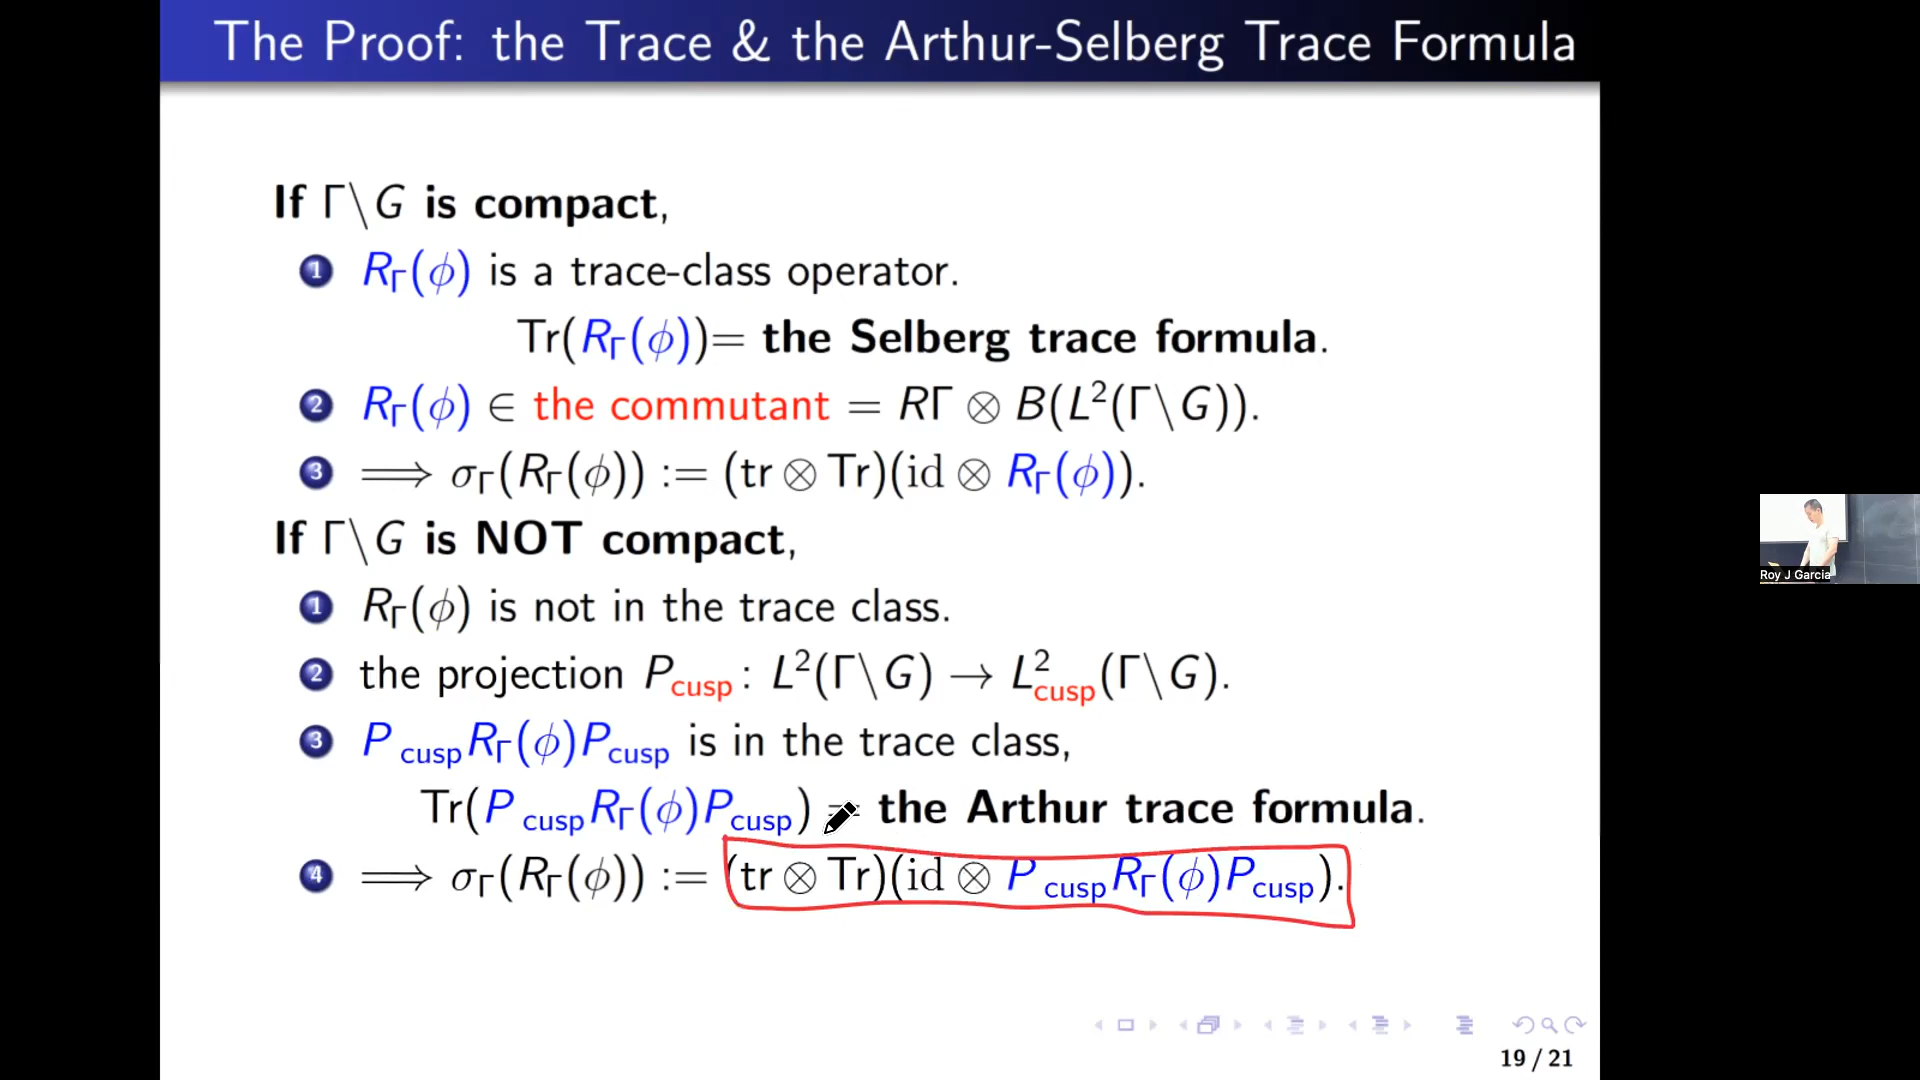 The Proof: the Trace & the Arthur-Selberg Trace Formula
If Γ\G is compact,
1 R_Γ(ϕ) is a trace-class operator.
Tr(R_Γ(ϕ))= the Selberg trace formula.
2 R_Γ(ϕ) ∈ the commutant = RΓ ⊗ B(L²(Γ\G)).
3 ⟹ σ_Γ(R_Γ(ϕ)) := (tr ⊗ Tr)(id ⊗ R_Γ(ϕ)).
If Γ\G is NOT compact,
1 R_Γ(ϕ) is not in the trace class.
2 the projection P_cusp : L²(Γ\G) → L²_cusp(Γ\G).
3 P_cusp R_Γ(ϕ)P_cusp is in the trace class,
Tr(P_cusp R_Γ(ϕ)P_cusp) = the Arthur trace formula.
4 ⟹ σ_Γ(R_Γ(ϕ)) := (tr ⊗ Tr)(id ⊗ P_cusp R_Γ(ϕ)P_cusp).
19 / 21
Roy J Garcia